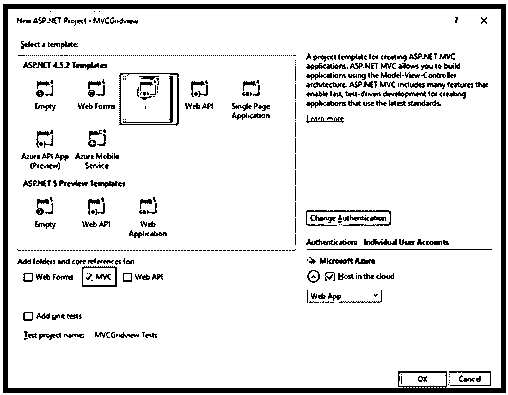 New ASP.NET Project - MVCGridview
? X
Select a template:
ASP.NET 4.5.2 Templates
Empty
Web Forms
Web API
Single Page
Application
Azure API App
(Preview)
Azure Mobile
Service
ASP.NET 5 Preview Templates
Empty
Web API
Web
Application
A project template for creating ASP.NET MVC
applications. ASP.NET MVC allows you to build
applications using the Model-View-Controller
architecture. ASP.NET MVC includes many features that
enable fast, test-driven development for creating
applications that use the latest standards.
Learn more
Change Authentication
Authentication: Individual User Accounts
Microsoft Azure
Host in the cloud
Web App
Add folders and core references for:
Web Forms
MVC
Web API
Add unit tests
Test project name: MVCGridview Tests
OK
Cancel